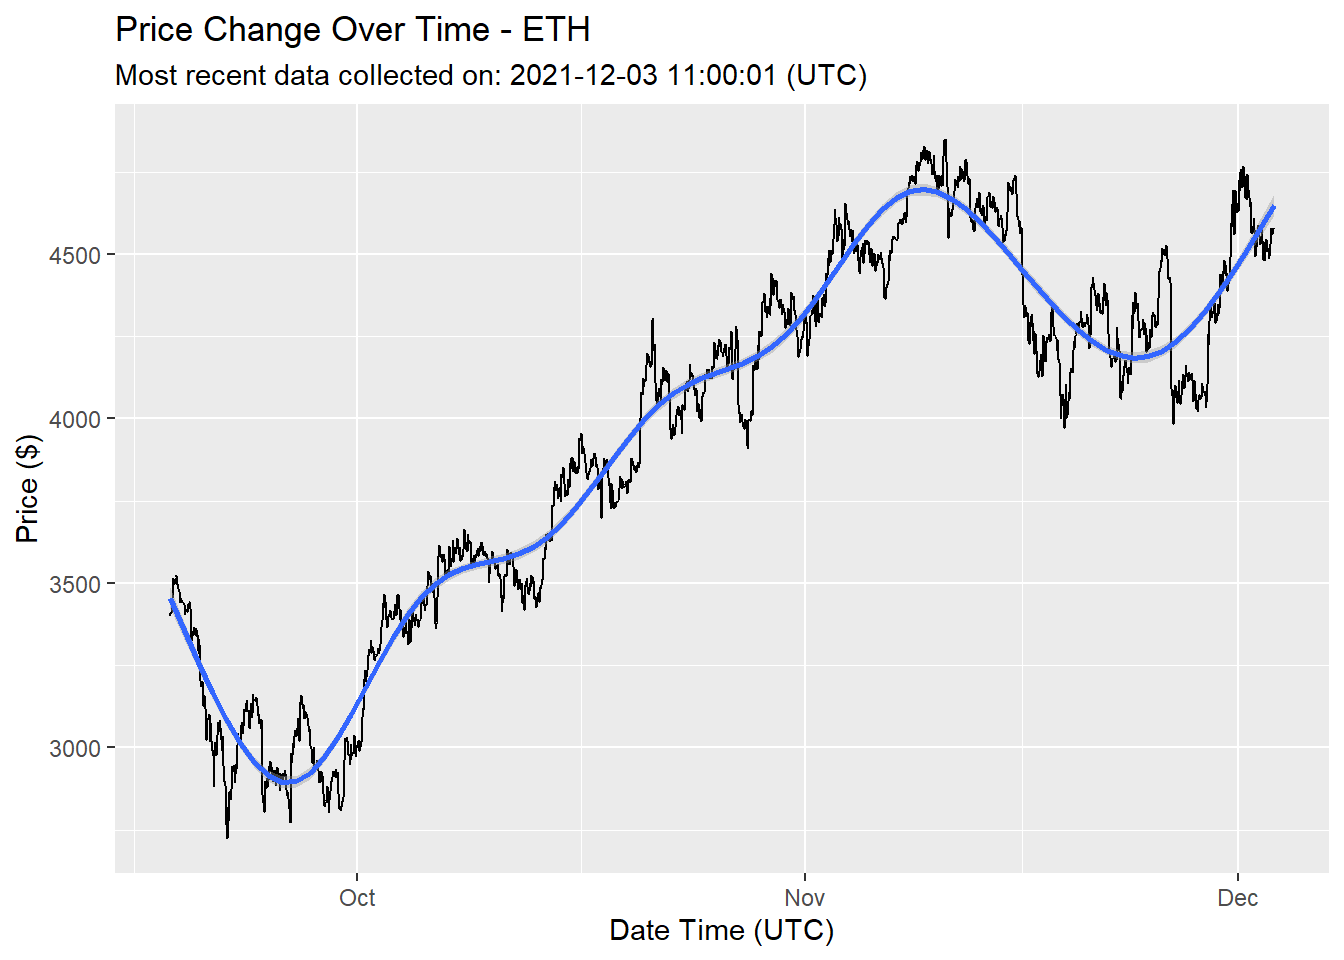 Price Change Over Time - ETH
Most recent data collected on: 2021-12-03 11:00:01 (UTC)
4500
4000
3500
3000
Price ($)
Oct
Nov
Dec
Date Time (UTC)